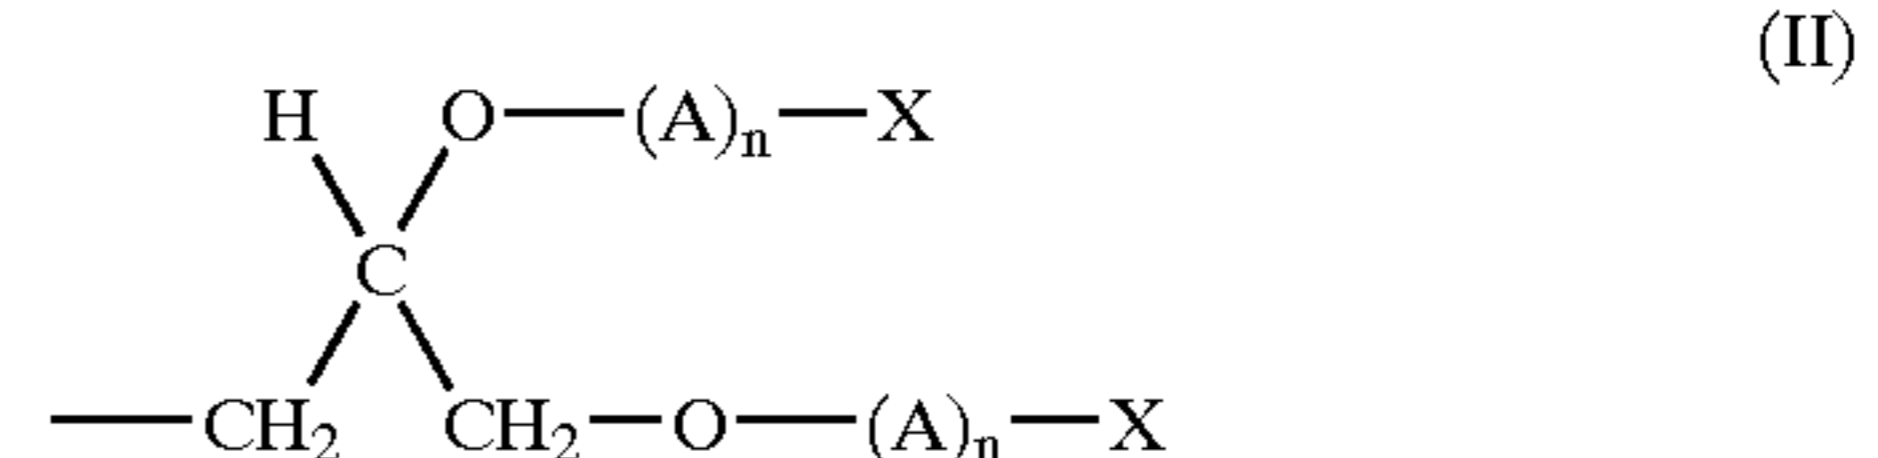 (II)
H O—(A)n—X
C
—CH2 CH2—O—(A)n—X